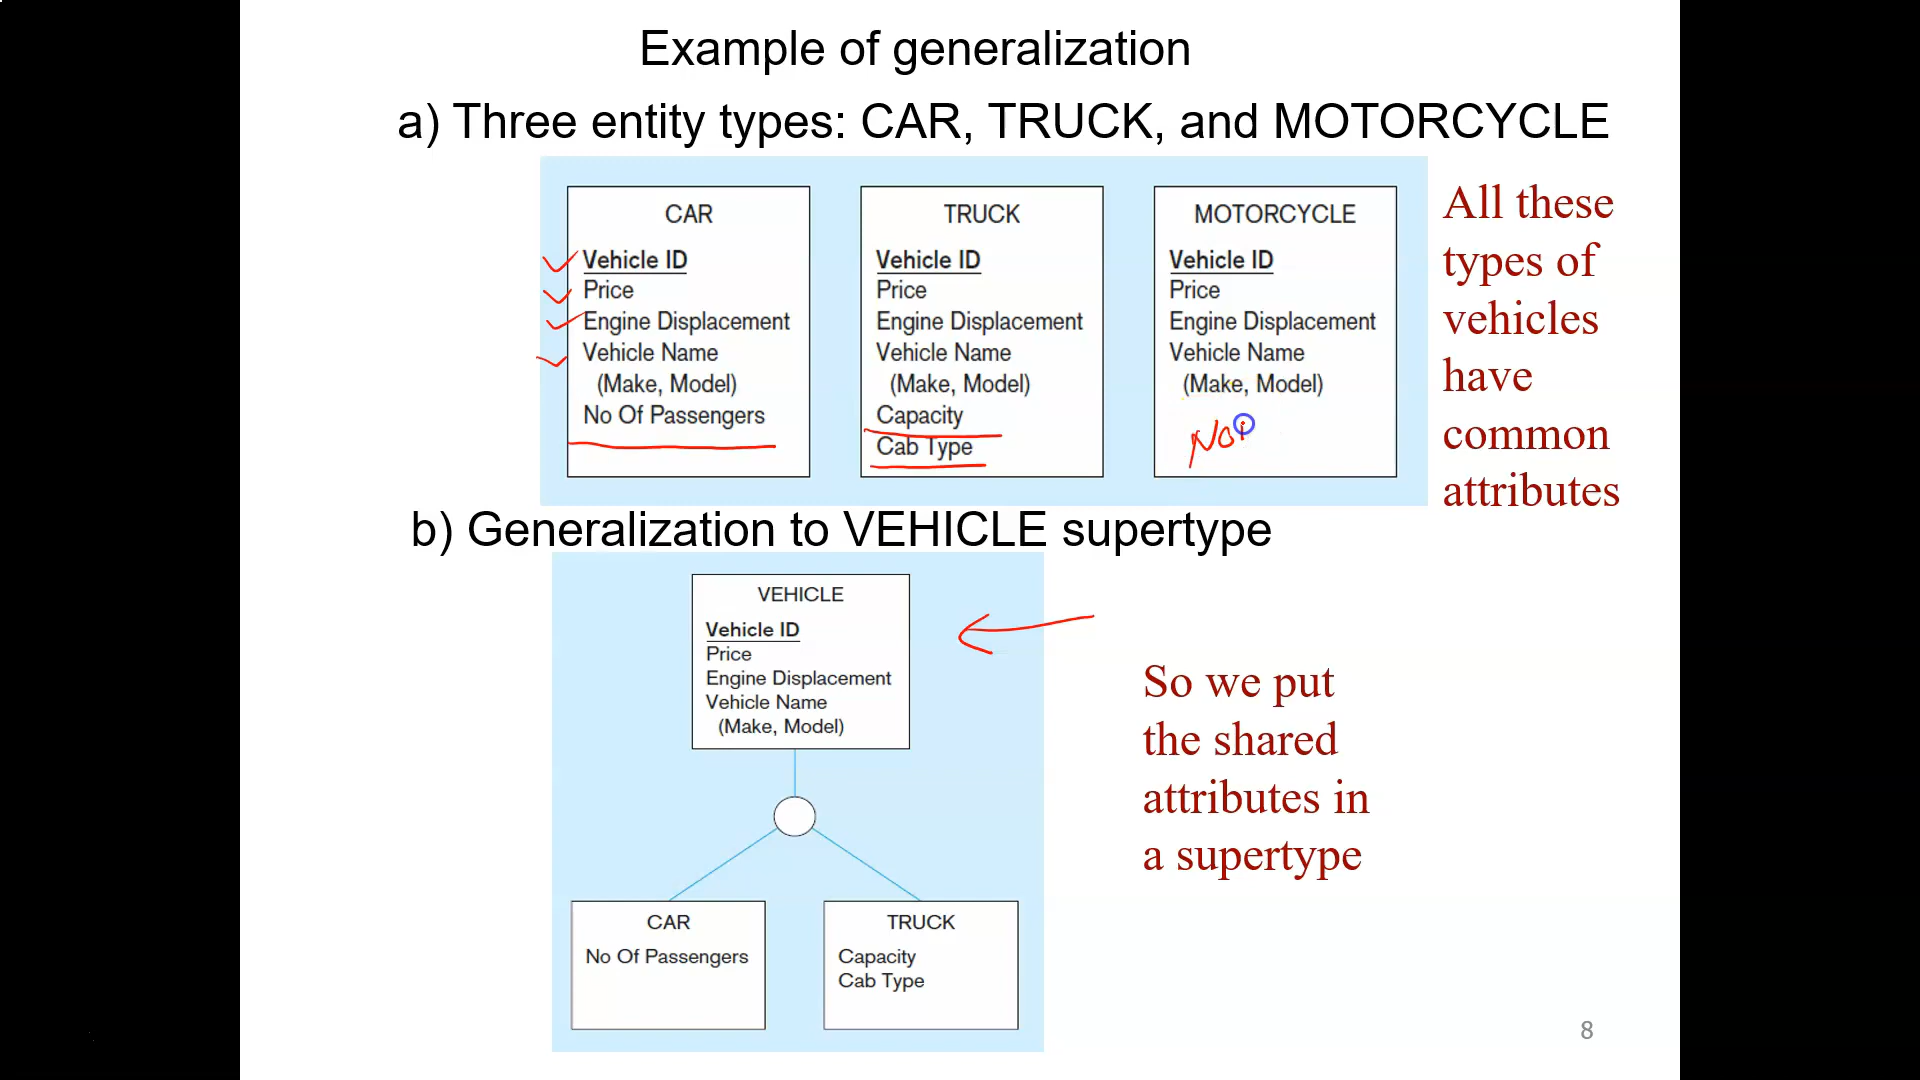 Example of generalization
a) Three entity types: CAR, TRUCK, and MOTORCYCLE
CAR
Vehicle ID
Price
Engine Displacement
Vehicle Name
(Make, Model)
No Of Passengers
TRUCK
Vehicle ID
Price
Engine Displacement
Vehicle Name
(Make, Model)
Capacity
Cab Type
MOTORCYCLE
Vehicle ID
Price
Engine Displacement
Vehicle Name
(Make, Model)
All these
types of
vehicles
have
common
attributes
b) Generalization to VEHICLE supertype
VEHICLE
Vehicle ID
Price
Engine Displacement
Vehicle Name
(Make, Model)
So we put
the shared
attributes in
a supertype
CAR
No Of Passengers
TRUCK
Capacity
Cab Type
8